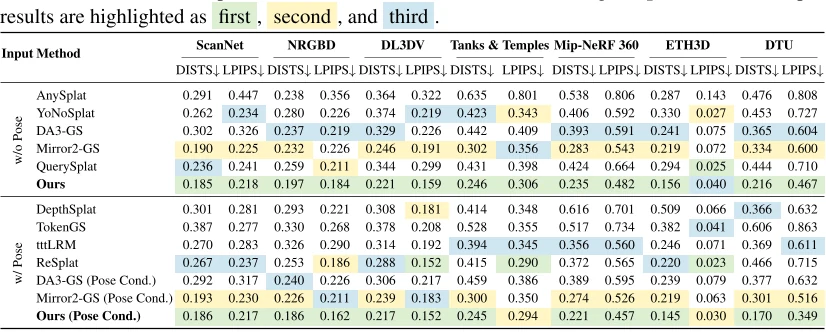 results are highlighted as first , second , and third .
Input Method ScanNet NRGBD DL3DV Tanks & Temples Mip-NeRF 360 ETH3D DTU
DISTS↓ LPIPS↓ DISTS↓ LPIPS↓ DISTS↓ LPIPS↓ DISTS↓ LPIPS↓ DISTS↓ LPIPS↓ DISTS↓ LPIPS↓ DISTS↓ LPIPS↓
w/o Pose
AnySplat 0.291 0.447 0.238 0.356 0.364 0.322 0.635 0.801 0.538 0.806 0.287 0.143 0.476 0.808
YoNoSplat 0.262 0.234 0.280 0.226 0.374 0.219 0.423 0.343 0.406 0.592 0.330 0.027 0.453 0.727
DA3-GS 0.302 0.326 0.237 0.219 0.329 0.226 0.442 0.409 0.393 0.591 0.241 0.075 0.365 0.604
Mirror2-GS 0.190 0.225 0.232 0.226 0.246 0.191 0.302 0.356 0.283 0.543 0.219 0.072 0.334 0.600
QuerySplat 0.236 0.241 0.259 0.211 0.344 0.299 0.431 0.398 0.424 0.664 0.294 0.025 0.444 0.710
Ours 0.185 0.218 0.197 0.184 0.221 0.159 0.246 0.306 0.235 0.482 0.156 0.040 0.216 0.467
w/ Pose
DepthSplat 0.301 0.281 0.293 0.221 0.308 0.181 0.414 0.348 0.616 0.701 0.509 0.066 0.366 0.632
TokenGS 0.387 0.277 0.330 0.268 0.378 0.208 0.528 0.355 0.517 0.734 0.382 0.041 0.606 0.863
tttLRM 0.270 0.283 0.326 0.290 0.314 0.192 0.394 0.345 0.356 0.560 0.246 0.071 0.369 0.611
ReSplat 0.267 0.237 0.253 0.186 0.288 0.152 0.415 0.290 0.372 0.565 0.220 0.023 0.466 0.715
DA3-GS (Pose Cond.) 0.292 0.317 0.240 0.226 0.306 0.217 0.459 0.386 0.389 0.595 0.239 0.079 0.377 0.632
Mirror2-GS (Pose Cond.) 0.193 0.230 0.226 0.211 0.239 0.183 0.300 0.350 0.274 0.526 0.219 0.063 0.301 0.516
Ours (Pose Cond.) 0.186 0.217 0.186 0.162 0.217 0.152 0.245 0.294 0.221 0.457 0.145 0.030 0.170 0.349